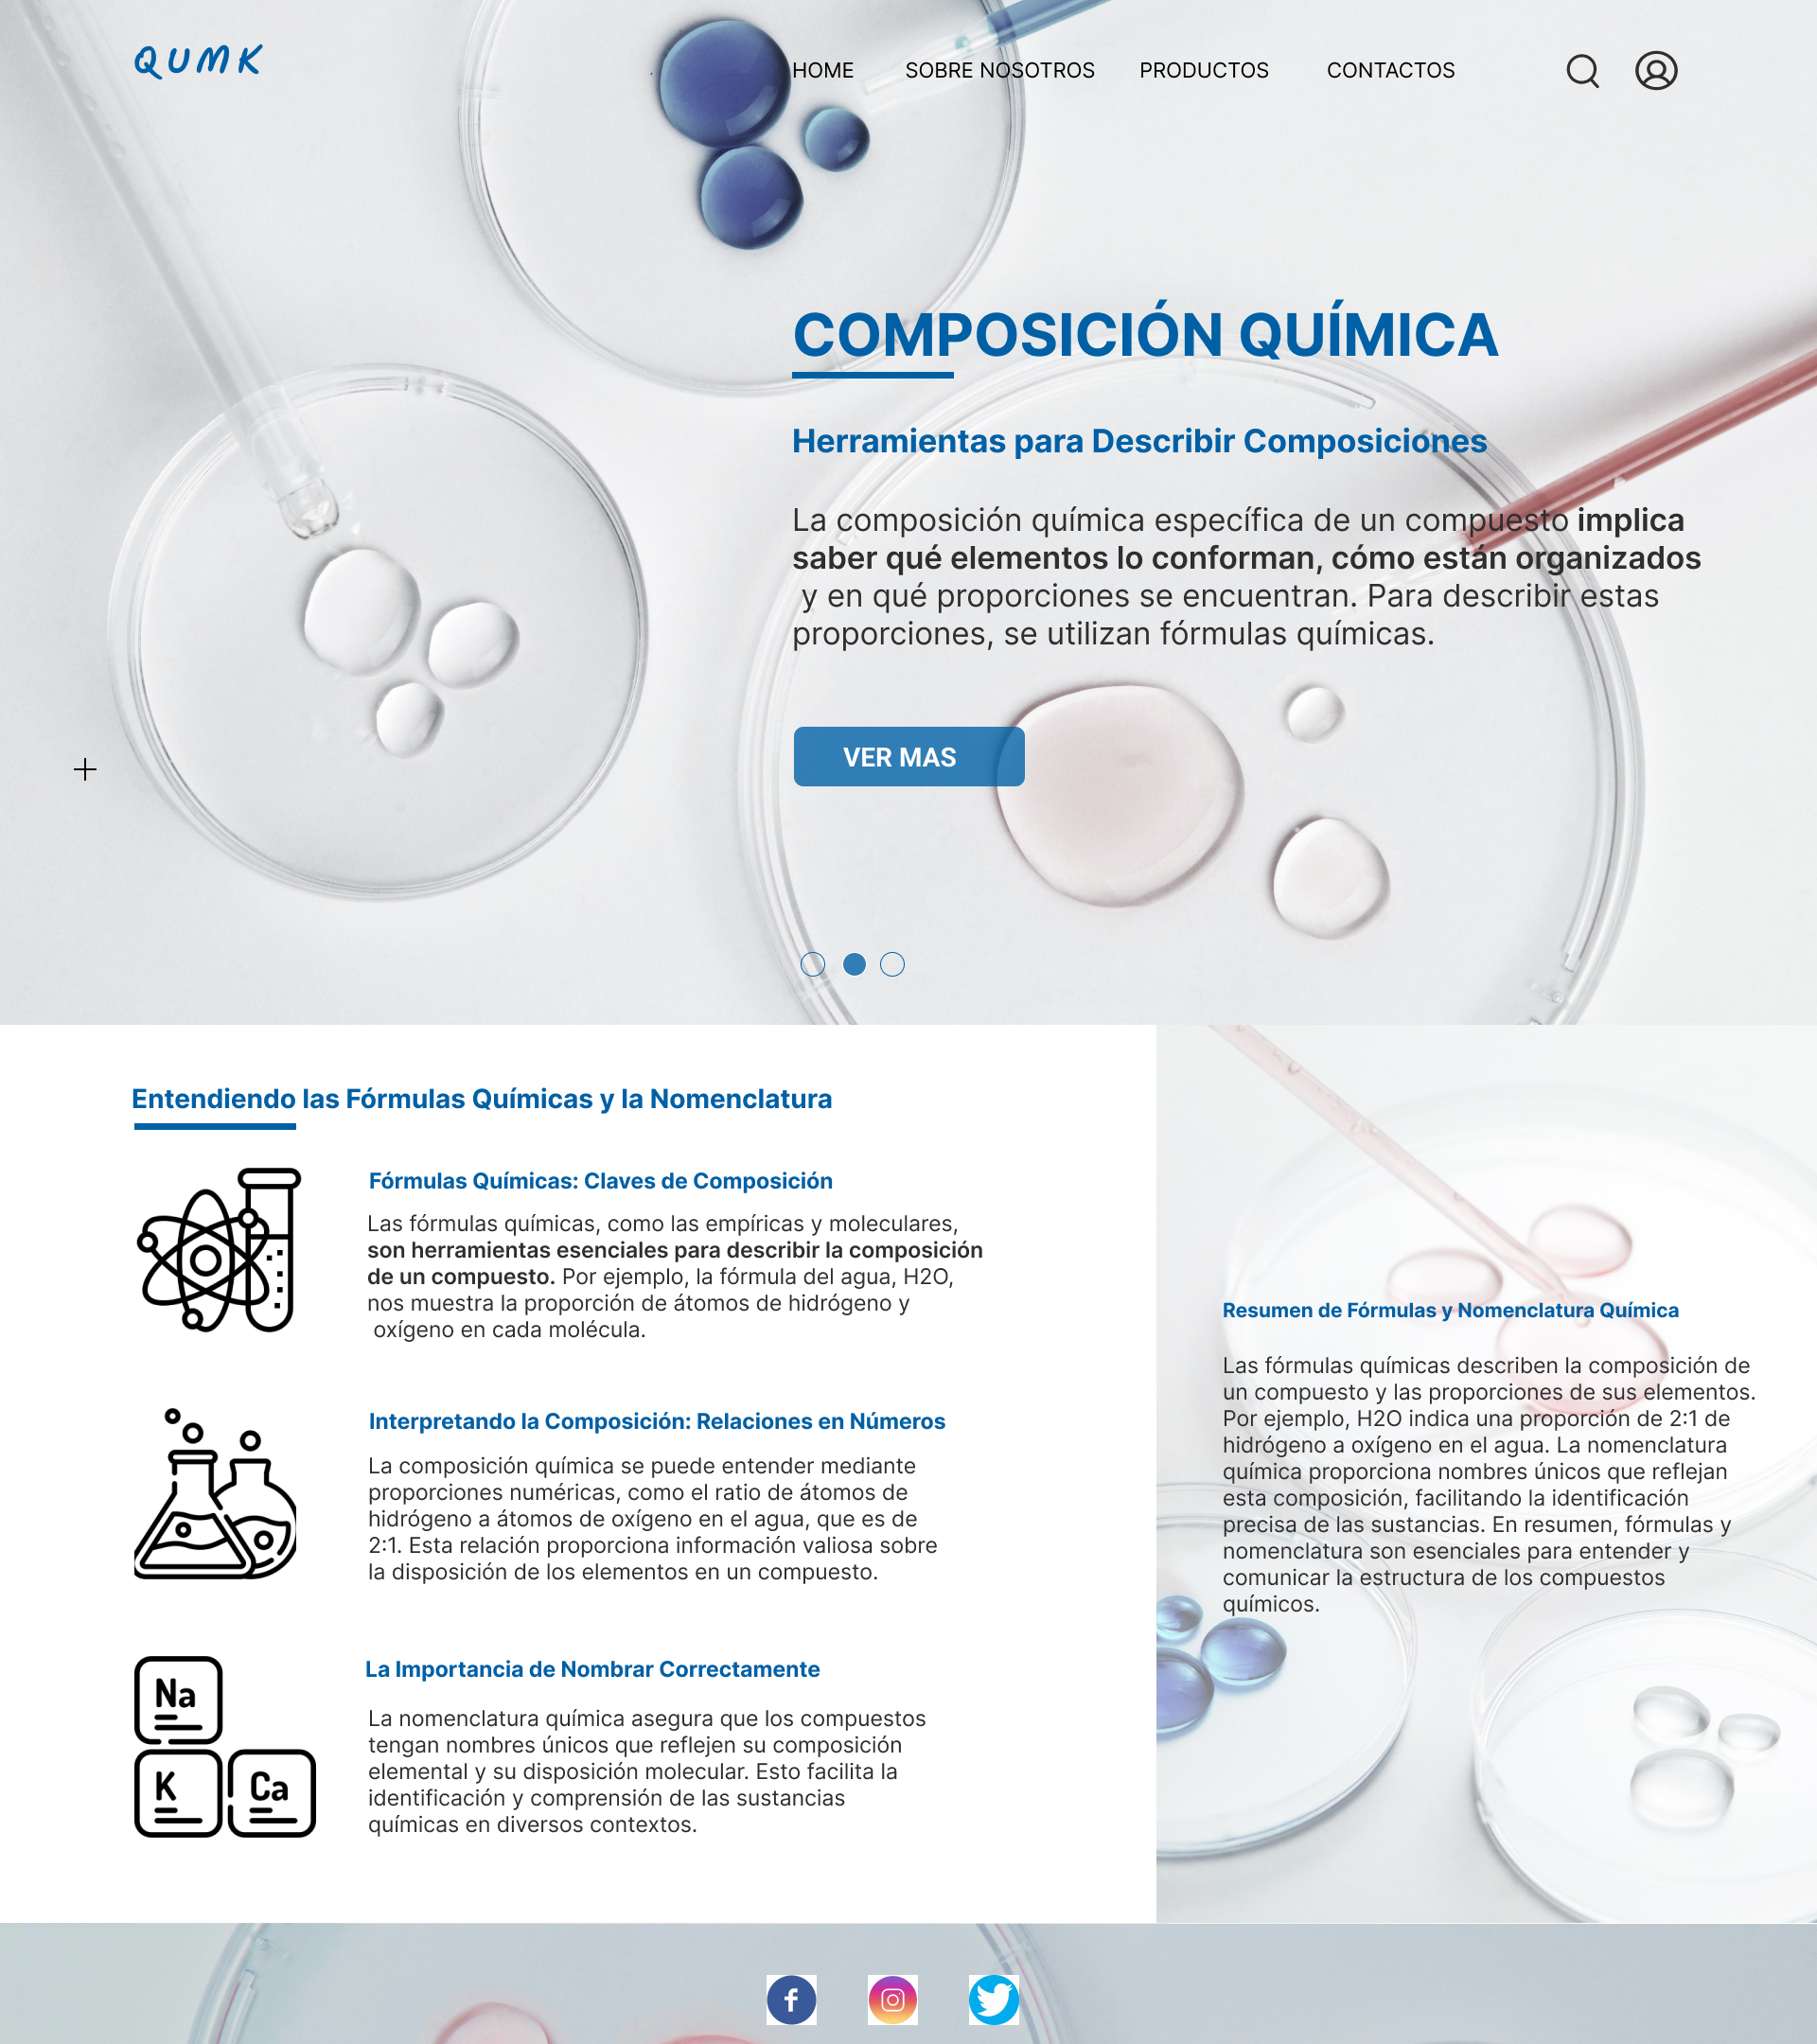 QUMK
HOME SOBRE NOSOTROS PRODUCTOS CONTACTOS
COMPOSICIÓN QUÍMICA
Herramientas para Describir Composiciones
La composición química específica de un compuesto implica
saber qué elementos lo conforman, cómo están organizados
y en qué proporciones se encuentran. Para describir estas
proporciones, se utilizan fórmulas químicas.
VER MAS
Entendiendo las Fórmulas Químicas y la Nomenclatura
Fórmulas Químicas: Claves de Composición
Las fórmulas químicas, como las empíricas y moleculares,
son herramientas esenciales para describir la composición
de un compuesto. Por ejemplo, la fórmula del agua, H2O,
nos muestra la proporción de átomos de hidrógeno y
oxígeno en cada molécula.
Interpretando la Composición: Relaciones en Números
La composición química se puede entender mediante
proporciones numéricas, como el ratio de átomos de
hidrógeno a átomos de oxígeno en el agua, que es de
2:1. Esta relación proporciona información valiosa sobre
la disposición de los elementos en un compuesto.
Na
K
Ca
La Importancia de Nombrar Correctamente
La nomenclatura química asegura que los compuestos
tengan nombres únicos que reflejen su composición
elemental y su disposición molecular. Esto facilita la
identificación y comprensión de las sustancias
químicas en diversos contextos.
Resumen de Fórmulas y Nomenclatura Química
Las fórmulas químicas describen la composición de
un compuesto y las proporciones de sus elementos.
Por ejemplo, H2O indica una proporción de 2:1 de
hidrógeno a oxígeno en el agua. La nomenclatura
química proporciona nombres únicos que reflejan
esta composición, facilitando la identificación
precisa de las sustancias. En resumen, fórmulas y
nomenclatura son esenciales para entender y
comunicar la estructura de los compuestos
químicos.